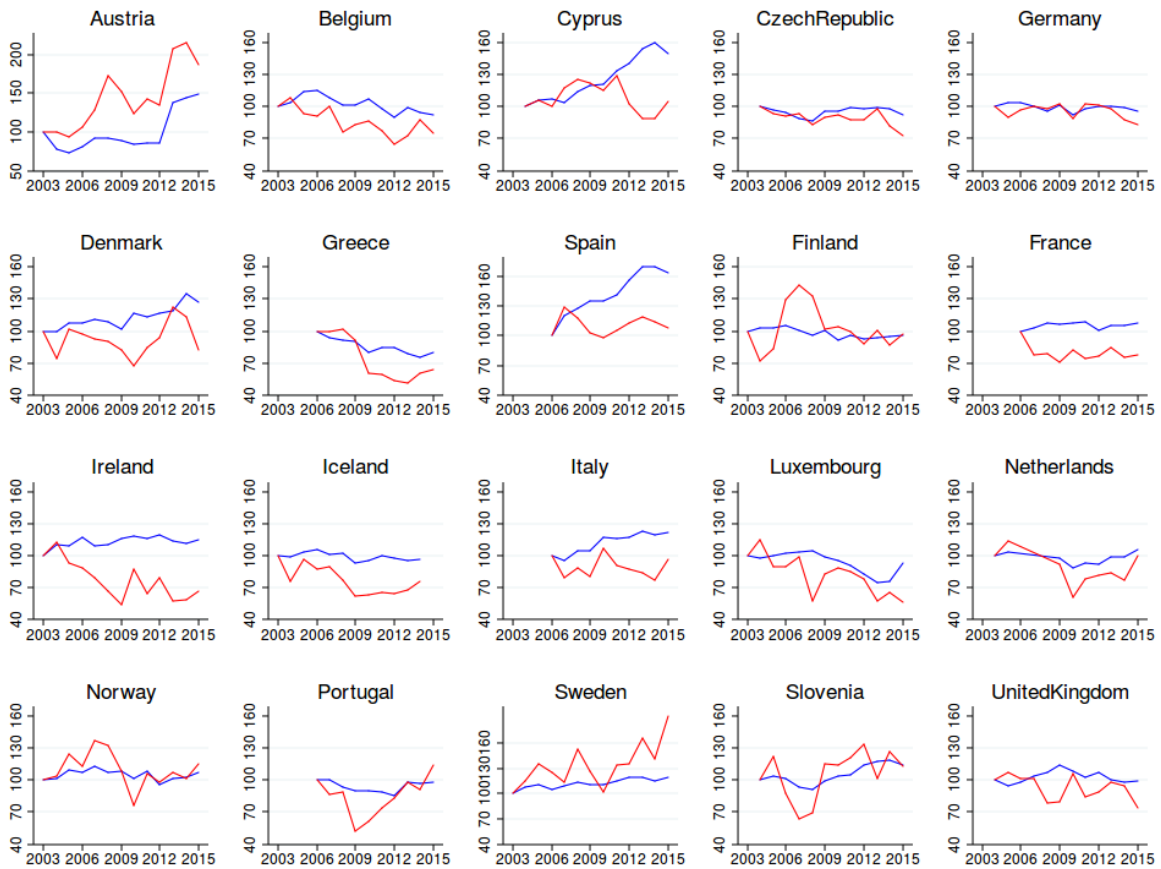 Austria
50 100 150 200
2003 2006 2009 2012 2015
Belgium
40 70 100 130 160
2003 2006 2009 2012 2015
Cyprus
40 70 100 130 160
2003 2006 2009 2012 2015
CzechRepublic
40 70 100 130 160
2003 2006 2009 2012 2015
Germany
40 70 100 130 160
2003 2006 2009 2012 2015
Denmark
40 70 100 130 160
2003 2006 2009 2012 2015
Greece
40 70 100 130 160
2003 2006 2009 2012 2015
Spain
40 70 100 130 160
2003 2006 2009 2012 2015
Finland
40 70 100 130 160
2003 2006 2009 2012 2015
France
40 70 100 130 160
2003 2006 2009 2012 2015
Ireland
40 70 100 130 160
2003 2006 2009 2012 2015
Iceland
40 70 100 130 160
2003 2006 2009 2012 2015
Italy
40 70 100 130 160
2003 2006 2009 2012 2015
Luxembourg
40 70 100 130 160
2003 2006 2009 2012 2015
Netherlands
40 70 100 130 160
2003 2006 2009 2012 2015
Norway
40 70 100 130 160
2003 2006 2009 2012 2015
Portugal
40 70 100 130 160
2003 2006 2009 2012 2015
Sweden
40 70 100 130 160
2003 2006 2009 2012 2015
Slovenia
40 70 100 130 160
2003 2006 2009 2012 2015
UnitedKingdom
40 70 100 130 160
2003 2006 2009 2012 2015